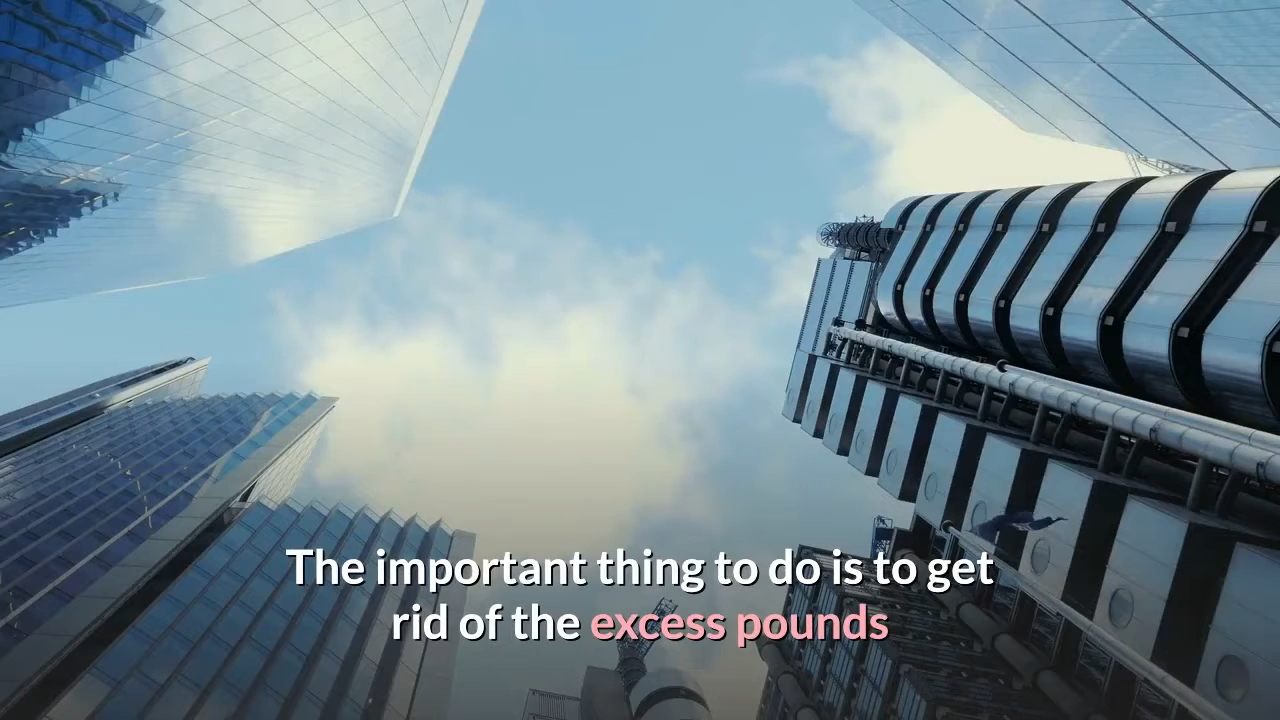 The important thing to do is to get
rid of the excess pounds